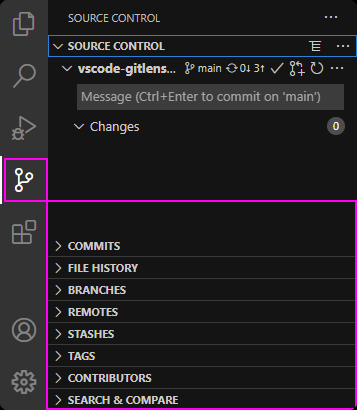 SOURCE CONTROL
SOURCE CONTROL
vscode-gitlens... main 0↓ 3↑
Message (Ctrl+Enter to commit on 'main')
Changes 0
COMMITS
FILE HISTORY
BRANCHES
REMOTES
STASHES
TAGS
CONTRIBUTORS
SEARCH & COMPARE